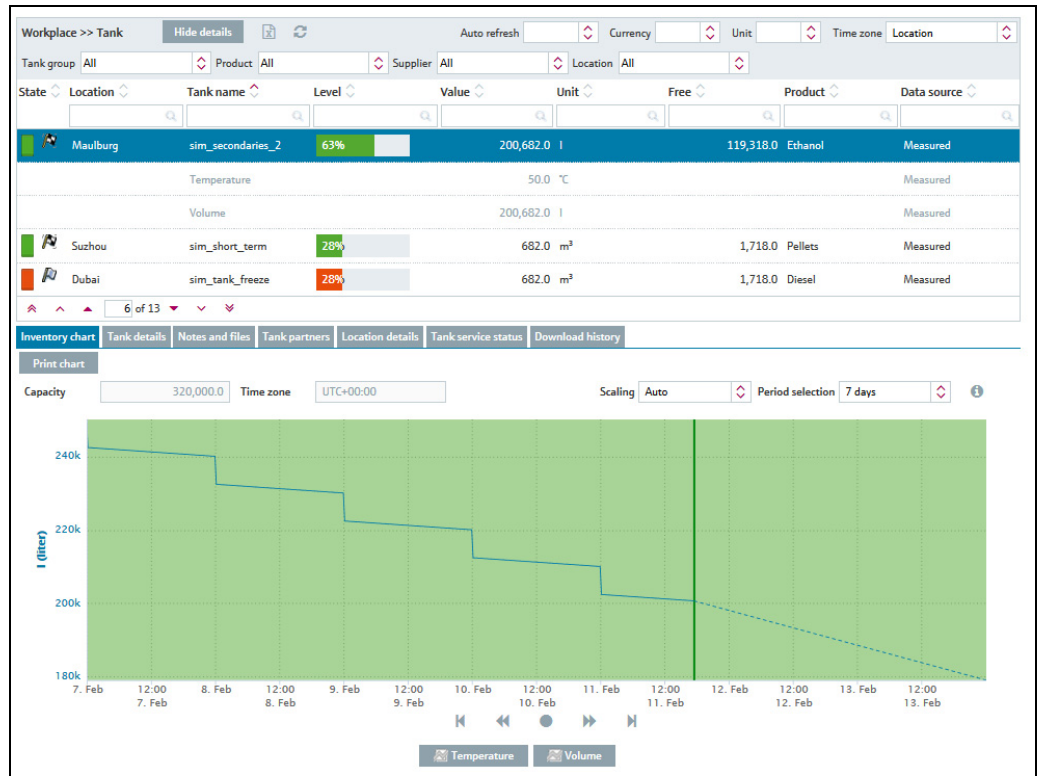 Workplace >> Tank Hide details Auto refresh Currency Unit Time zone Location
Tank group All Product All Supplier All Location All
State Location Tank name Level Value Unit Free Product Data source
Maulburg sim_secondaries_2 63% 200,682.0 l 119,318.0 Ethanol Measured
Temperature 50.0 °C Measured
Volume 200,682.0 l Measured
Suzhou sim_short_term 28% 682.0 m³ 1,718.0 Pellets Measured
Dubai sim_tank_freeze 28% 682.0 m³ 1,718.0 Diesel Measured
6 of 13
Inventory chart Tank details Notes and files Tank partners Location details Tank service status Download history
Print chart
Capacity 320,000.0 Time zone UTC+00:00 Scaling Auto Period selection 7 days
240k
220k
l (liter)
200k
180k
7. Feb 12:00 8. Feb 12:00 9. Feb 12:00 10. Feb 12:00 11. Feb 12:00 12. Feb 12:00 13. Feb 12:00
7. Feb 8. Feb 9. Feb 10. Feb 11. Feb 12. Feb 13. Feb
Temperature Volume